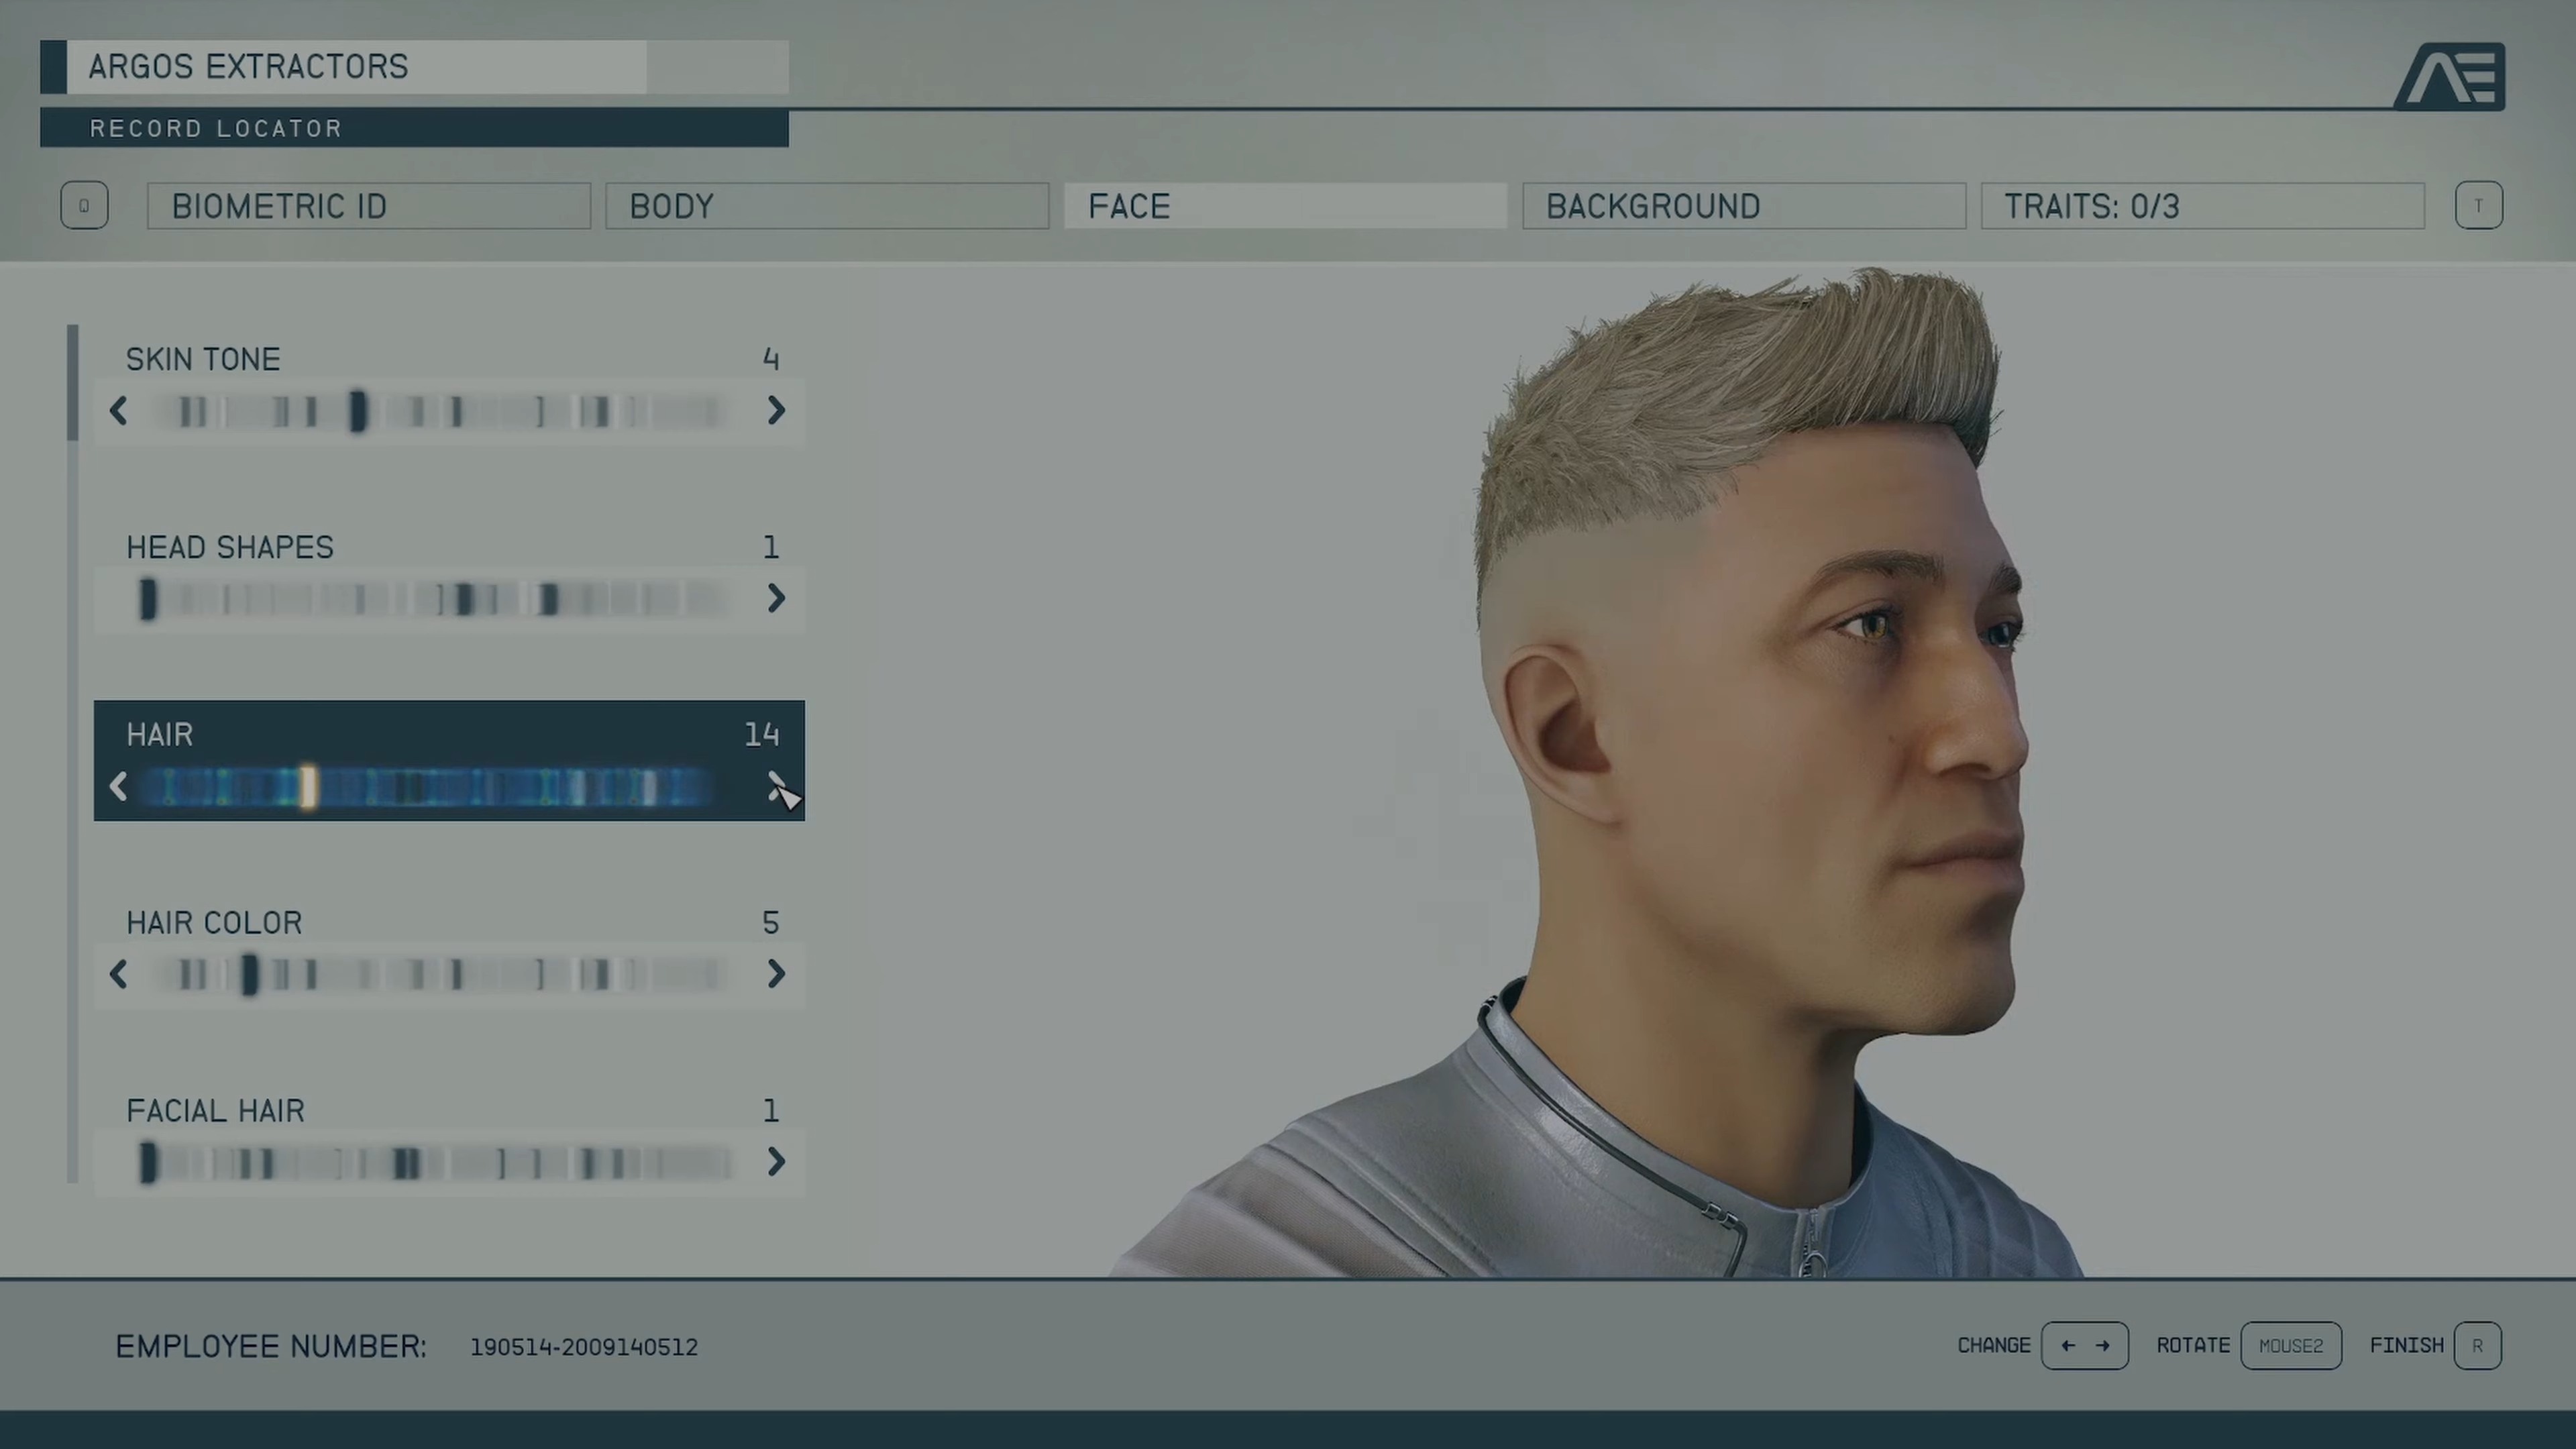 ARGOS EXTRACTORS
AE
RECORD LOCATOR
Q
BIOMETRIC ID
BODY
FACE
BACKGROUND
TRAITS: 0/3
T
SKIN TONE 4
HEAD SHAPES 1
HAIR 14
HAIR COLOR 5
FACIAL HAIR 1
EMPLOYEE NUMBER: 190514-2009140512
CHANGE ← → ROTATE MOUSE2 FINISH R